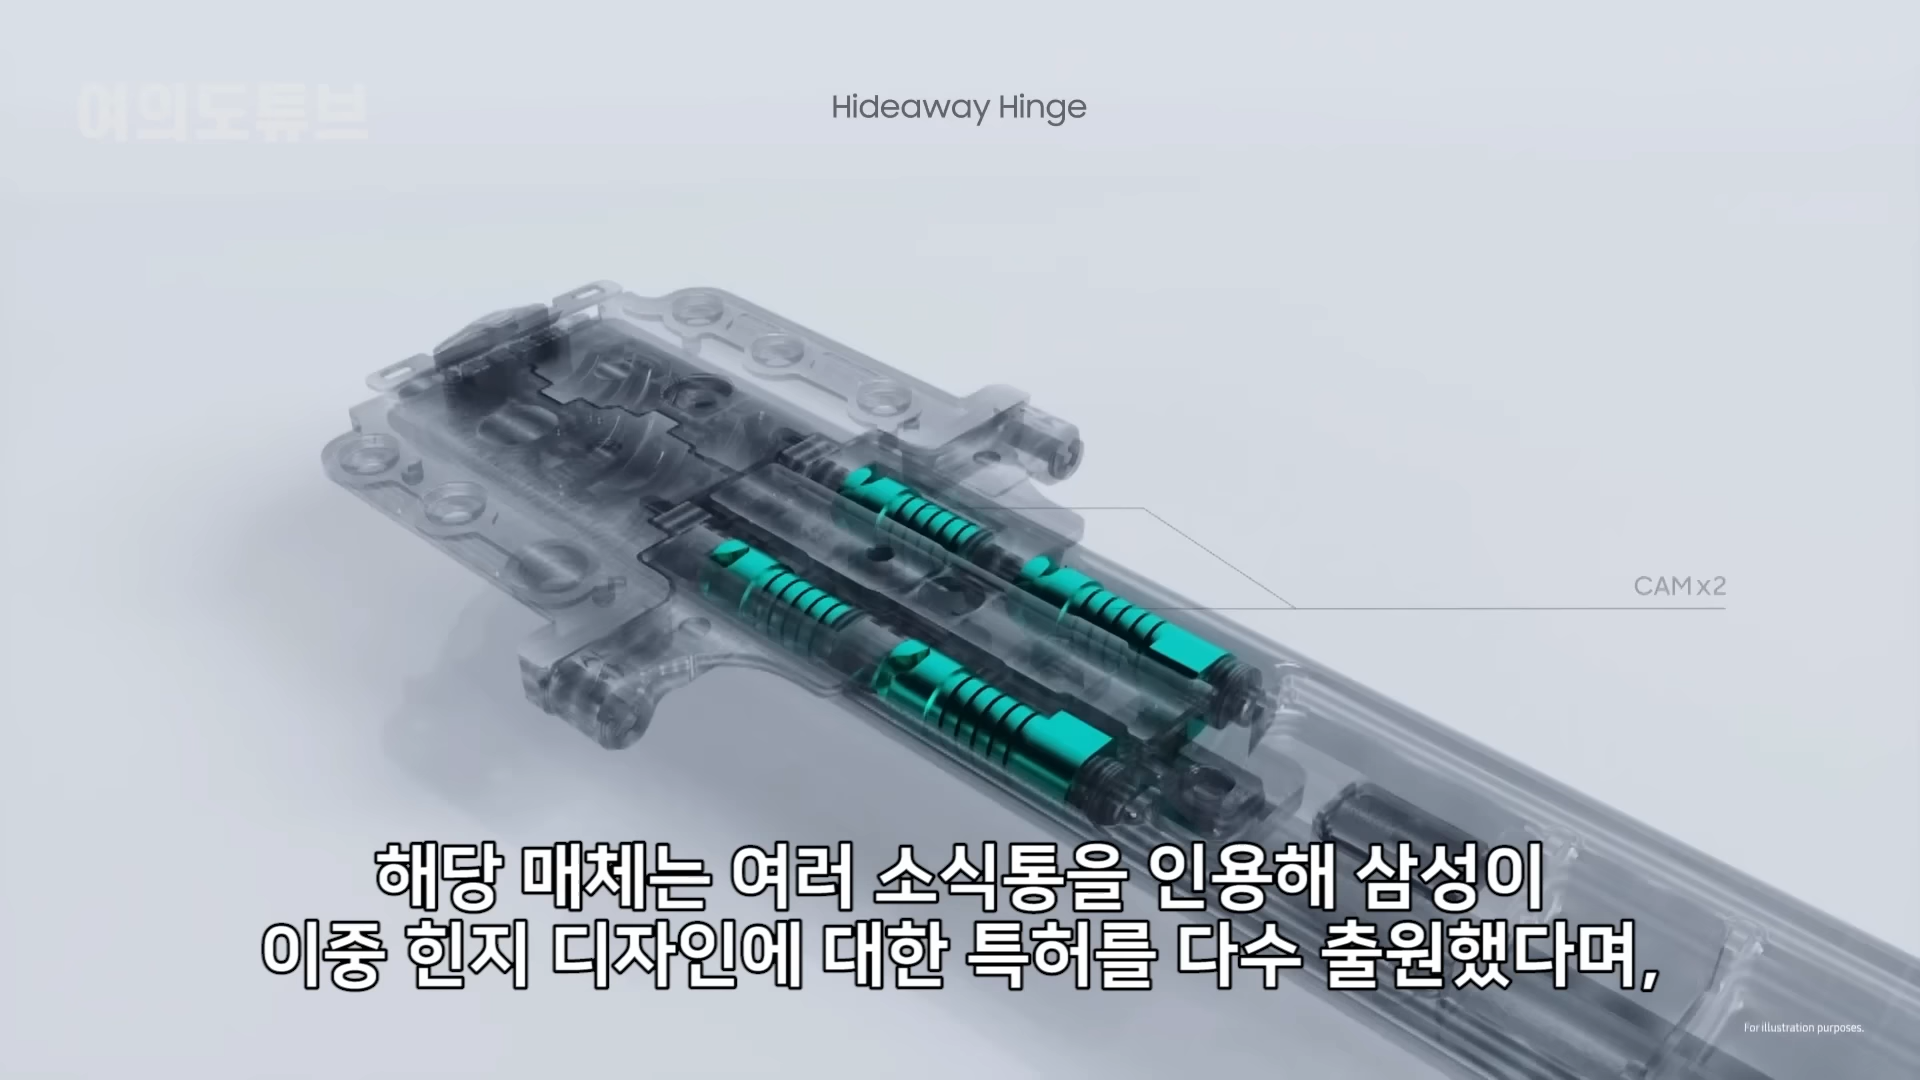 여의도튜브
Hideaway Hinge
CAM x2
해당 매체는 여러 소식통을 인용해 삼성이
이중 힌지 디자인에 대한 특허를 다수 출원했다며,
For illustration purposes.